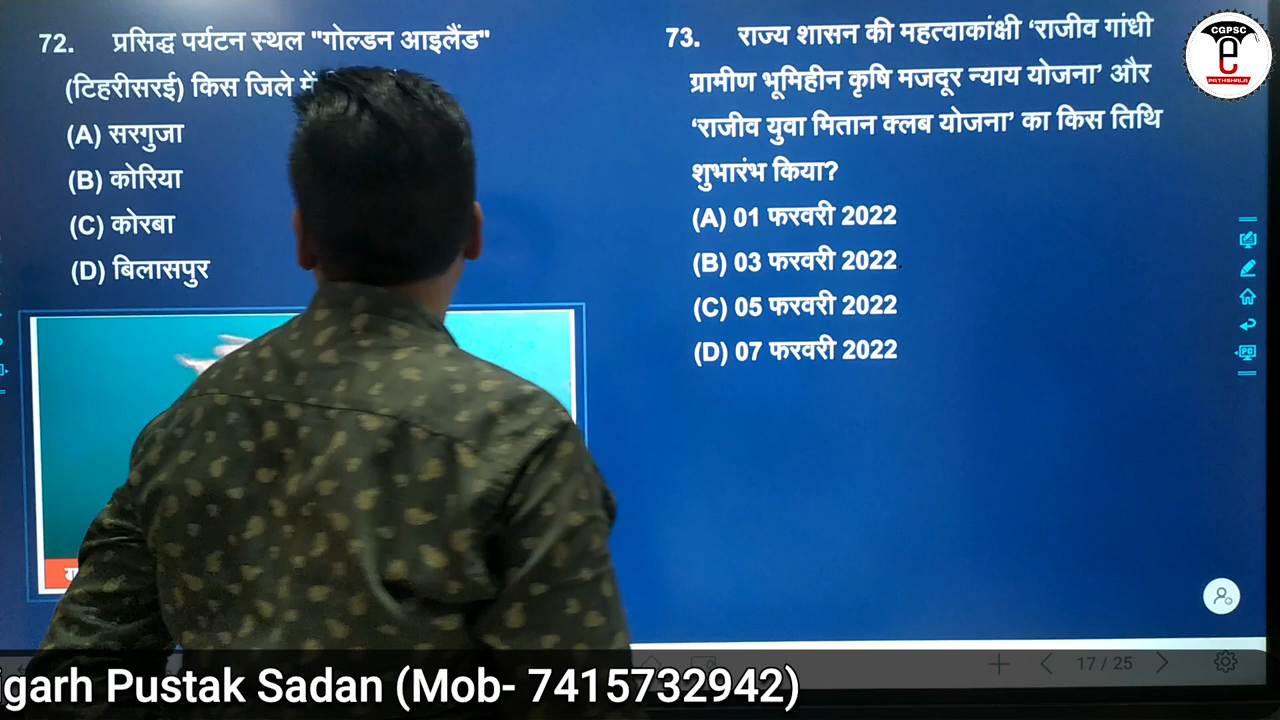 72. प्रसिद्ध पर्यटन स्थल "गोल्डन आइलैंड"
(टिहरीसरई) किस जिले में
(A) सरगुजा
(B) कोरिया
(C) कोरबा
(D) बिलासपुर
73. राज्य शासन की महत्वाकांक्षी ‘राजीव गांधी
ग्रामीण भूमिहीन कृषि मजदूर न्याय योजना’ और
‘राजीव युवा मितान क्लब योजना’ का किस तिथि
शुभारंभ किया?
(A) 01 फरवरी 2022
(B) 03 फरवरी 2022
(C) 05 फरवरी 2022
(D) 07 फरवरी 2022
CGPSC
e
PATHSHALA
PC
17 / 25
igarh Pustak Sadan (Mob- 7415732942)